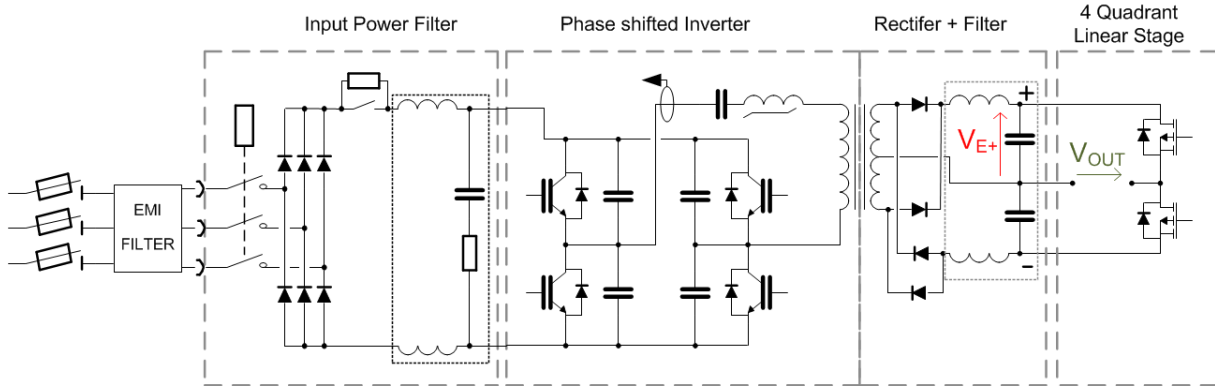 Input Power Filter
Phase shifted Inverter
Rectifer + Filter
4 Quadrant
Linear Stage
EMI
FILTER
+
VE+
VOUT
−